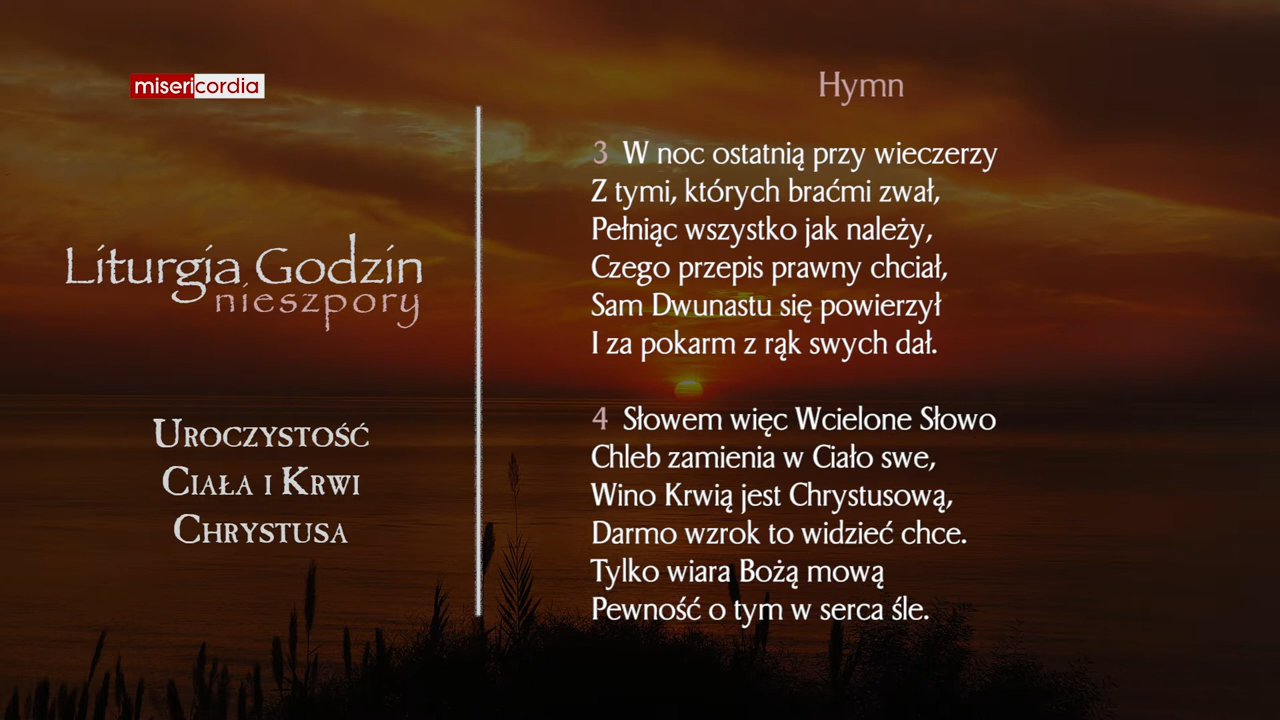 misericordia
Liturgia Godzin
nieszpory
Uroczystość
Ciała i Krwi
Chrystusa
Hymn
3 W noc ostatnią przy wieczerzy
Z tymi, których braćmi zwał,
Pełniąc wszystko jak należy,
Czego przepis prawny chciał,
Sam Dwunastu się powierzył
I za pokarm z rąk swych dał.
4 Słowem więc Wcielone Słowo
Chleb zamienia w Ciało swe,
Wino Krwią jest Chrystusową,
Darmo wzrok to widzieć chce.
Tylko wiara Bożą mową
Pewność o tym w serca śle.